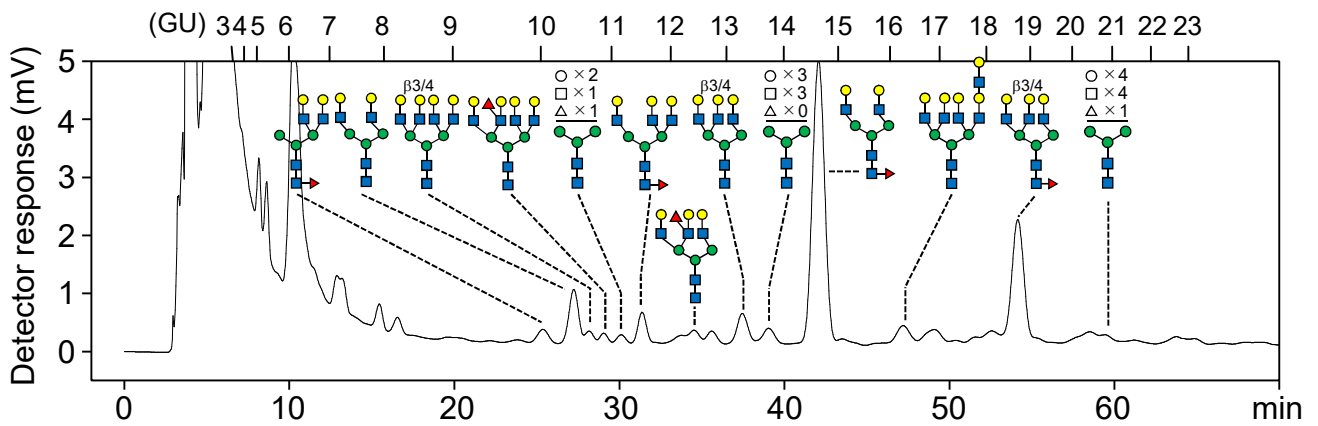 (GU) 3 4 5 6 7 8 9 10 11 12 13 14 15 16 17 18 19 20 21 22 23
Detector response (mV)
5
4
3
2
1
0
β3/4
○ × 2
□ × 1
△ × 1
β3/4
○ × 3
□ × 3
△ × 0
β3/4
○ × 4
□ × 4
△ × 1
0 10 20 30 40 50 60 min